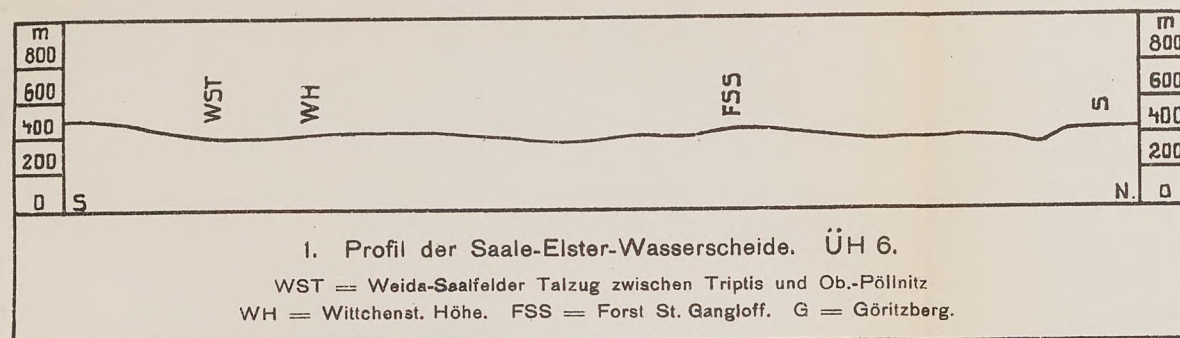 m m
800 800
WST WH FSS
600 600
G
400 400
200 200
0 S N. 0
1. Profil der Saale-Elster-Wasserscheide. ÜH 6.
WST = Weida-Saalfelder Talzug zwischen Triptis und Ob.-Pöllnitz
WH = Wittchenst. Höhe. FSS = Forst St. Gangloff. G = Göritzberg.